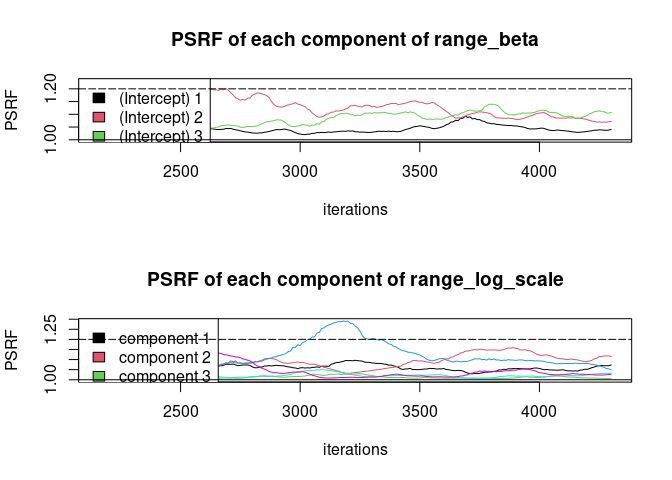 PSRF of each component of range_beta
PSRF
1.20
1.00
(Intercept) 1
(Intercept) 2
(Intercept) 3
2500 3000 3500 4000
iterations
PSRF of each component of range_log_scale
PSRF
1.25
1.00
component 1
component 2
component 3
2500 3000 3500 4000
iterations